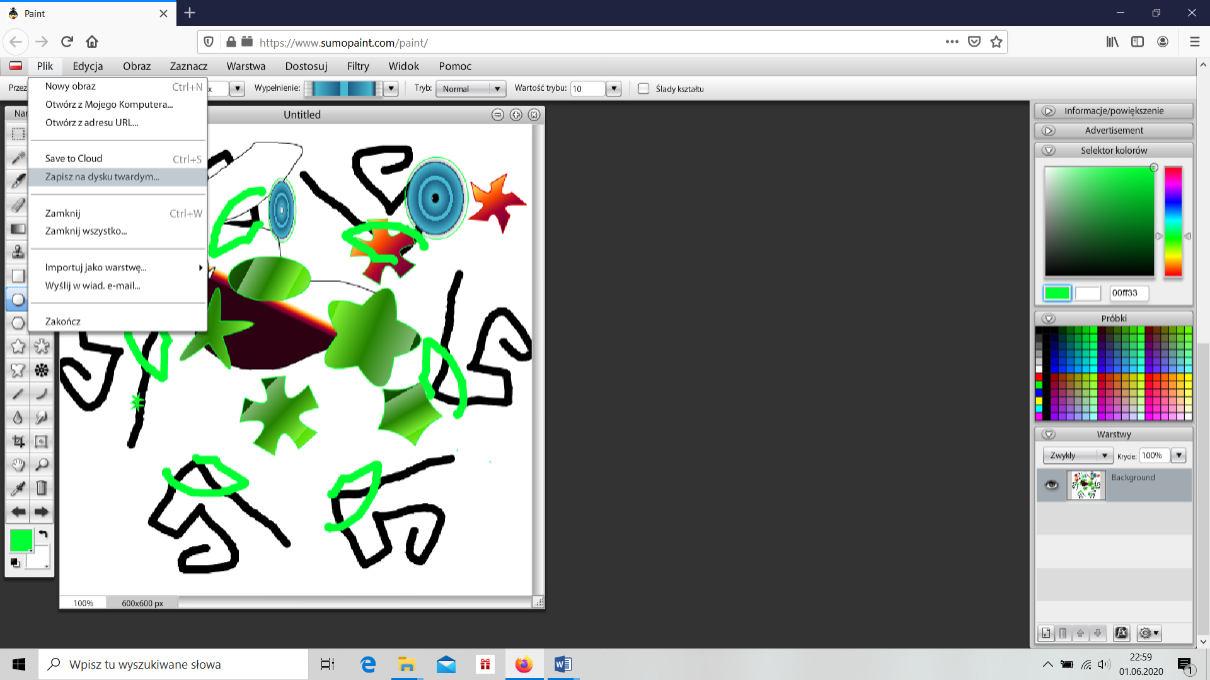 Paint
https://www.sumopaint.com/paint/
Plik Edycja Obraz Zaznacz Warstwa Dostosuj Filtry Widok Pomoc
Wypełnienie: Tryb: Normal Wartość trybu: 10 Ślady kształtu
Nowy obraz Ctrl+N
Otwórz z Mojego Komputera...
Otwórz z adresu URL...
Save to Cloud Ctrl+S
Zapisz na dysku twardym...
Zamknij Ctrl+W
Zamknij wszystko...
Importuj jako warstwę...
Wyślij w wiad. e-mail...
Zakończ
Untitled
100% 600x600 px
Informacje/powiększenie
Advertisement
Selektor kolorów
00ff33
Próbki
Warstwy
Zwykły Krycie: 100%
Background
Wpisz tu wyszukiwane słowa
22:59
01.06.2020
1